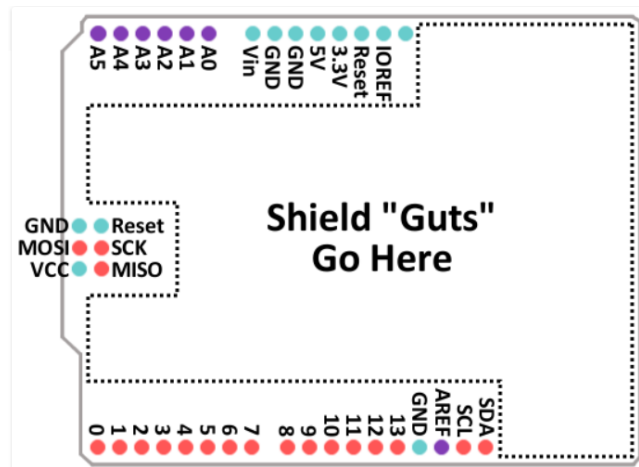 A5 A4 A3 A2 A1 A0 Vin GND GND 5V 3.3V Reset IOREF
Shield "Guts"
Go Here
GND Reset
MOSI SCK
VCC MISO
0 1 2 3 4 5 6 7 8 9 10 11 12 13 GND AREF SCL SDA